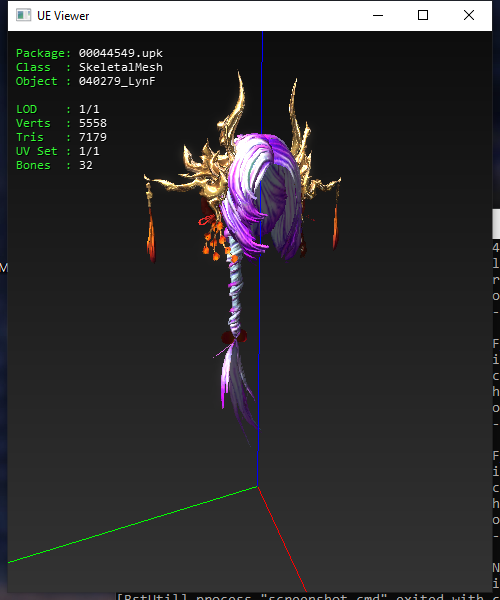 UE Viewer
Package: 00044549.upk
Class : SkeletalMesh
Object : 040279_LynF
LOD : 1/1
Verts : 5558
Tris : 7179
UV Set : 1/1
Bones : 32